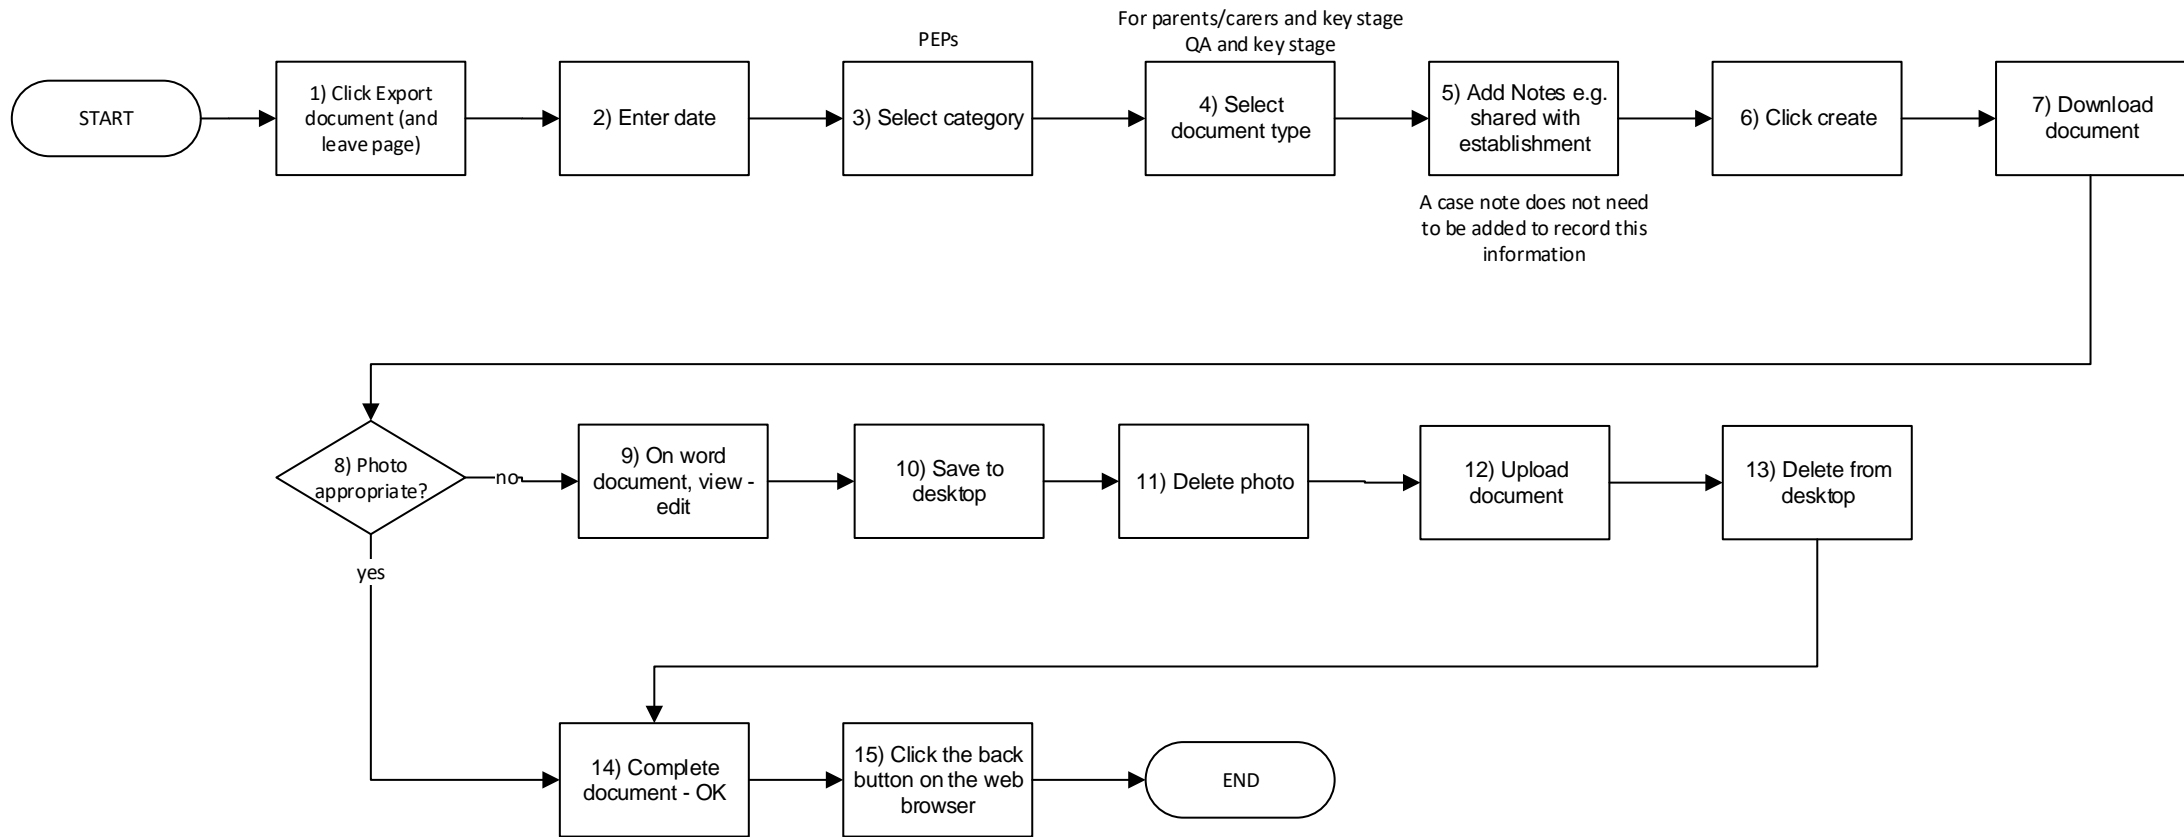 For parents/carers and key stage
QA and key stage
PEPs
START
1) Click Export
document (and
leave page)
2) Enter date
3) Select category
4) Select
document type
5) Add Notes e.g.
shared with
establishment
6) Click create
7) Download
document
A case note does not need
to be added to record this
information
8) Photo
appropriate?
no
9) On word
document, view -
edit
10) Save to
desktop
11) Delete photo
12) Upload
document
13) Delete from
desktop
yes
14) Complete
document - OK
15) Click the back
button on the web
browser
END